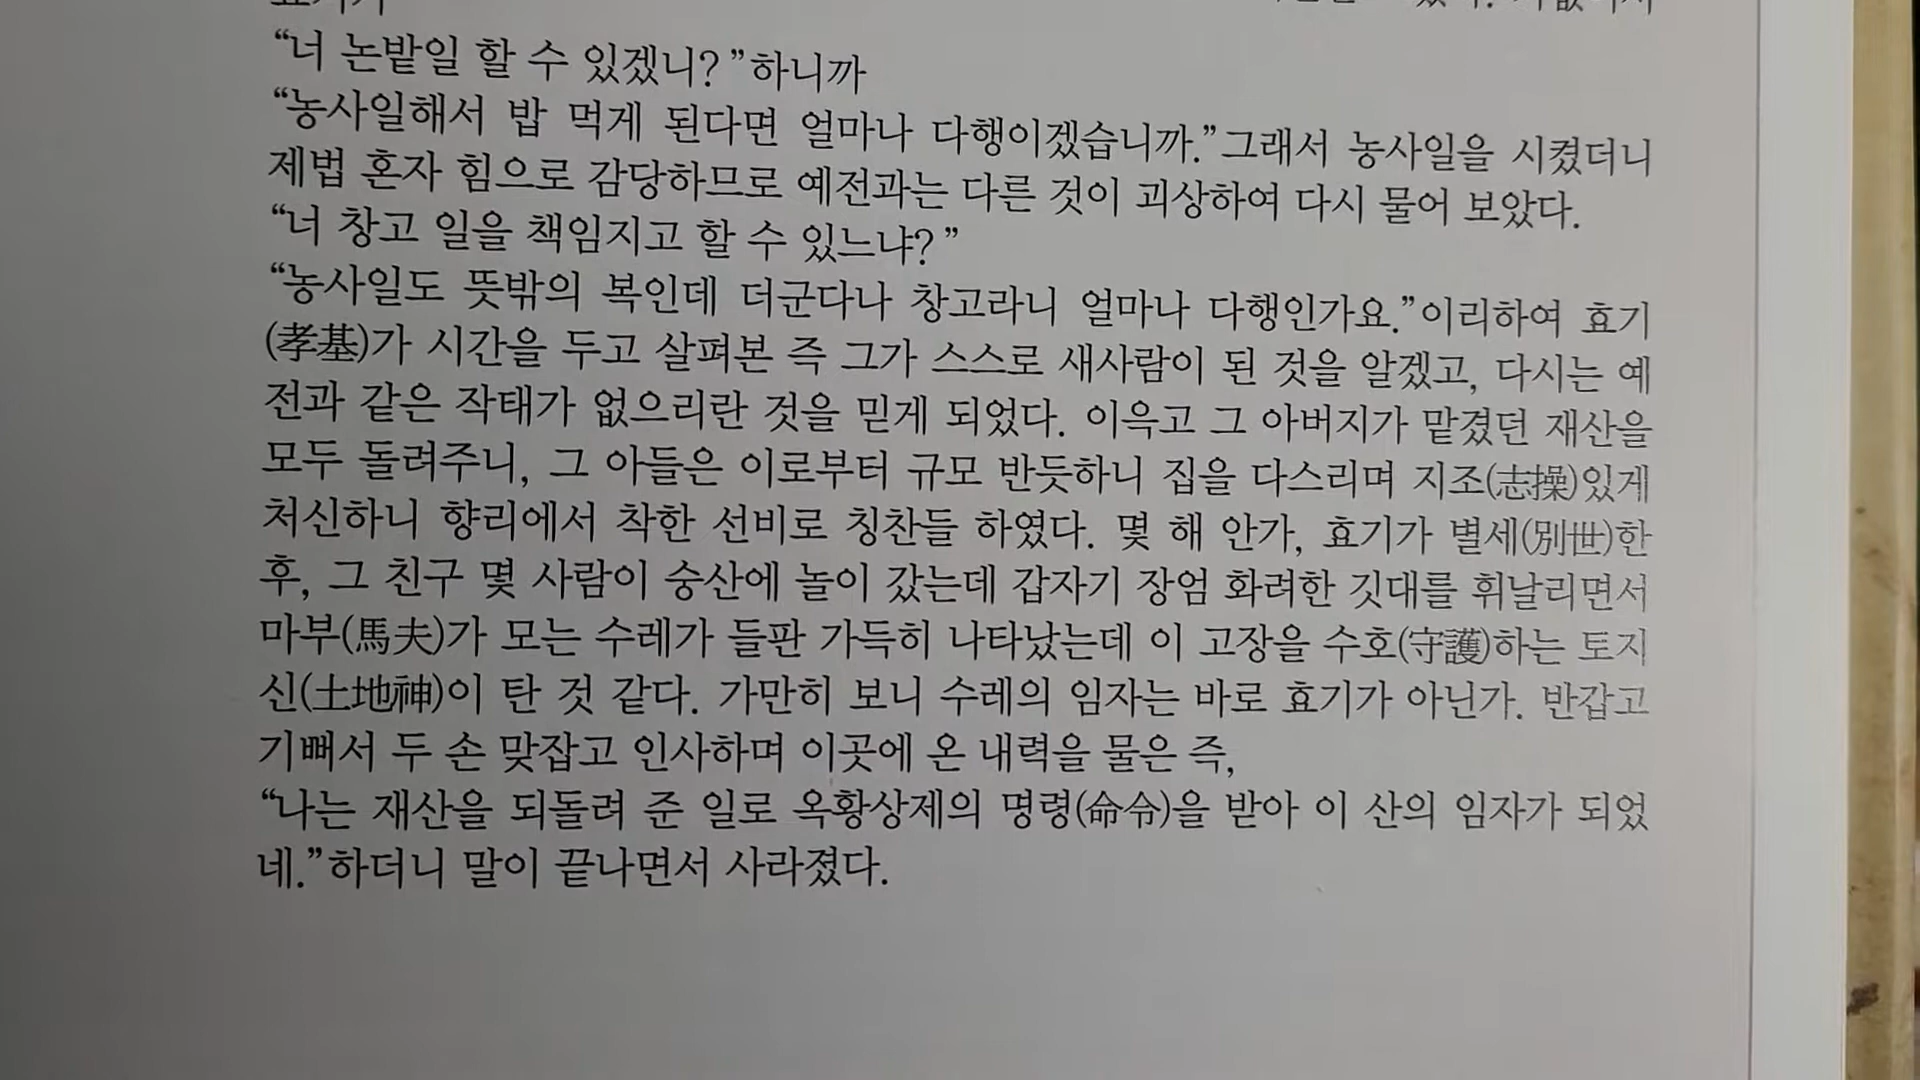 “너 논밭일 할 수 있겠니?”하니까
“농사일해서 밥 먹게 된다면 얼마나 다행이겠습니까.”그래서 농사일을 시켰더니
제법 혼자 힘으로 감당하므로 예전과는 다른 것이 괴상하여 다시 물어 보았다.
“너 창고 일을 책임지고 할 수 있느냐?”
“농사일도 뜻밖의 복인데 더군다나 창고라니 얼마나 다행인가요.”이리하여 효기
(孝基)가 시간을 두고 살펴본 즉 그가 스스로 새사람이 된 것을 알겠고, 다시는 예
전과 같은 작태가 없으리란 것을 믿게 되었다. 이윽고 그 아버지가 맡겼던 재산을
모두 돌려주니, 그 아들은 이로부터 규모 반듯하니 집을 다스리며 지조(志操)있게
처신하니 향리에서 착한 선비로 칭찬들 하였다. 몇 해 안가, 효기가 별세(別世)한
후, 그 친구 몇 사람이 숭산에 놀이 갔는데 갑자기 장엄 화려한 깃대를 휘날리면서
마부(馬夫)가 모는 수레가 들판 가득히 나타났는데 이 고장을 수호(守護)하는 토지
신(土地神)이 탄 것 같다. 가만히 보니 수레의 임자는 바로 효기가 아닌가. 반갑고
기뻐서 두 손 맞잡고 인사하며 이곳에 온 내력을 물은 즉,
“나는 재산을 되돌려 준 일로 옥황상제의 명령(命令)을 받아 이 산의 임자가 되었
네.”하더니 말이 끝나면서 사라졌다.